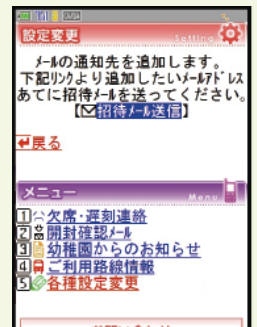 設定変更
Setting
メールの通知先を追加します。
下記リンクより追加したいメールアドレス
あてに招待メールを送ってください。
【招待メール送信】
戻る
メニュー
Menu
1 欠席・遅刻連絡
2 開封確認メール
3 幼稚園からのお知らせ
4 ご利用路線情報
5 各種設定変更